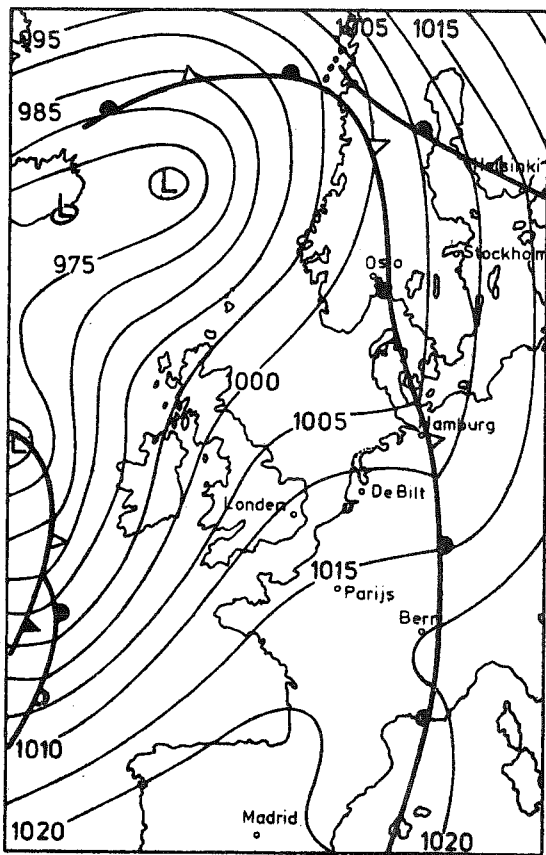 995
1005
1015
985
Helsinki
L
L
975
Oslo
Stockholm
1000
1005
Hamburg
L
De Bilt
Londen
1015
Parijs
Bern
1010
Madrid
1020
1020